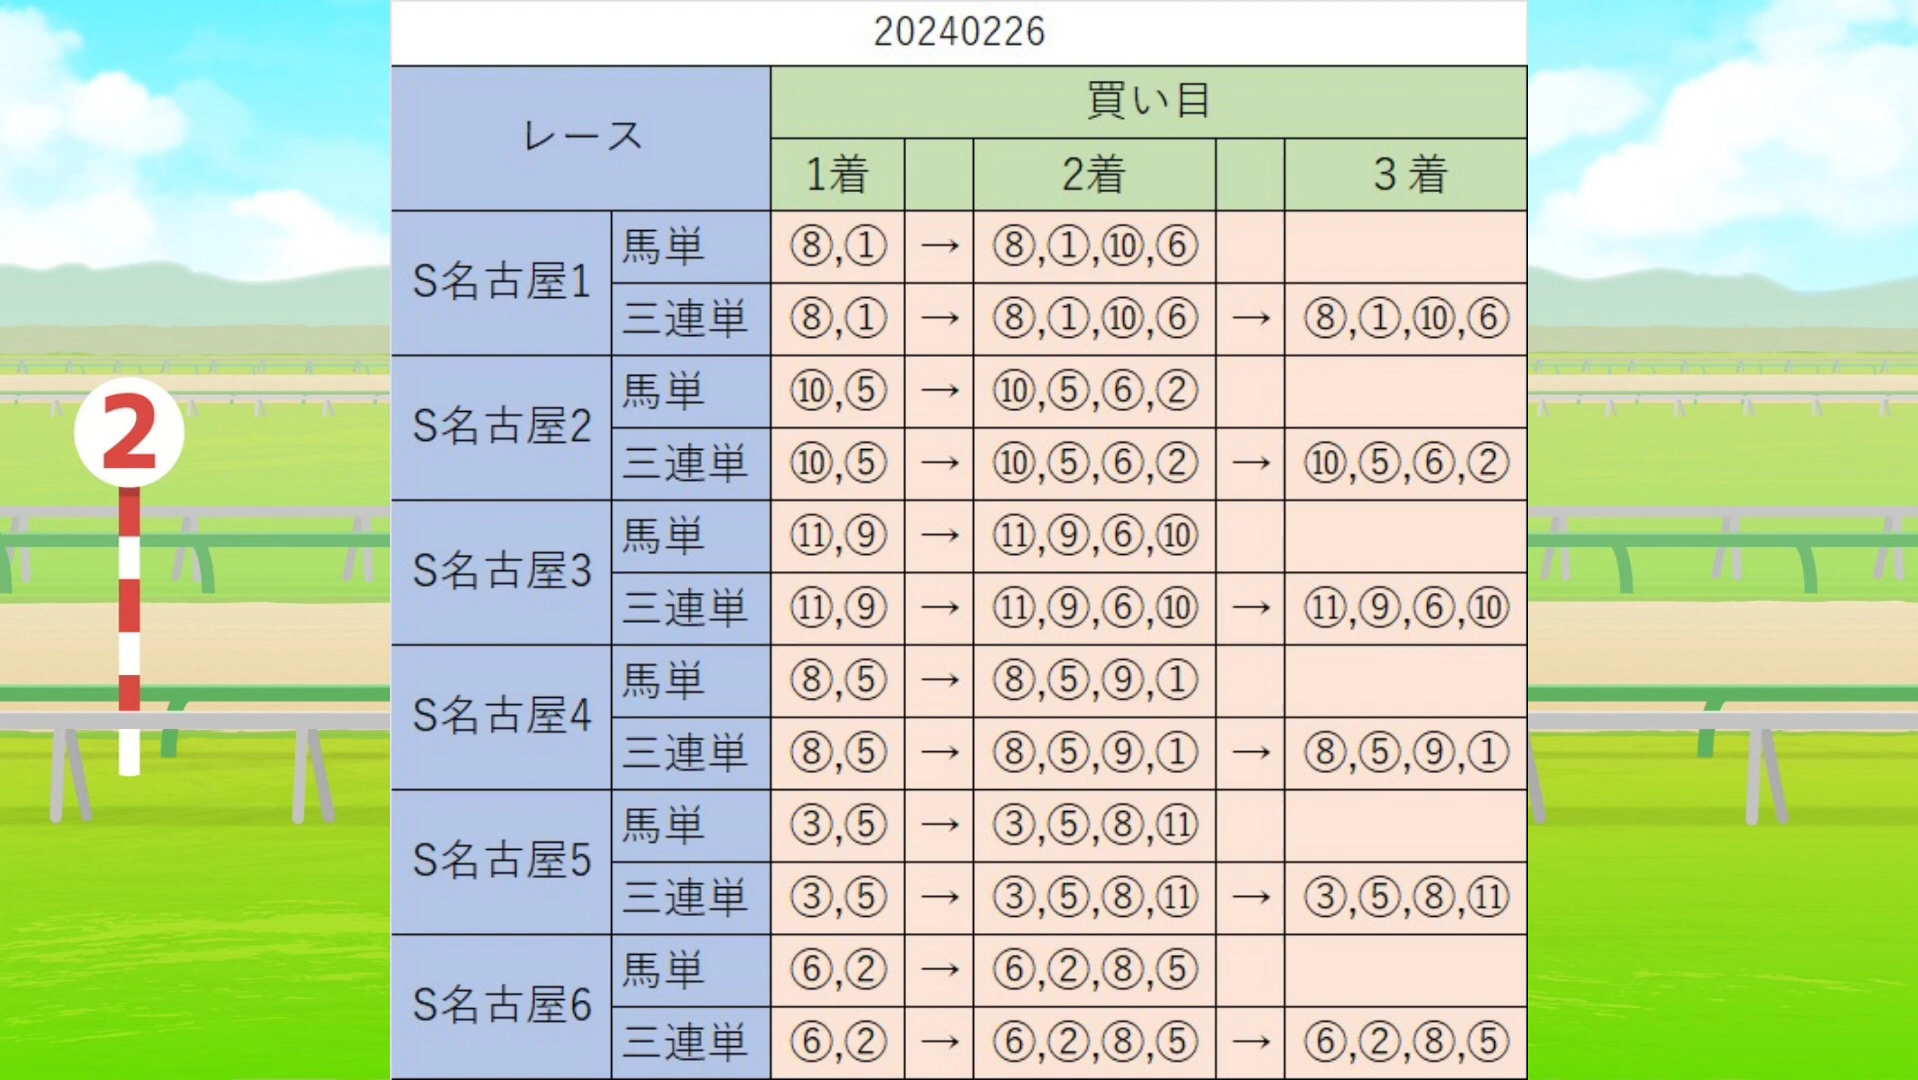 20240226
レース 買い目
1着 2着 3着
S名古屋1 馬単 ⑧,① → ⑧,①,⑩,⑥
三連単 ⑧,① → ⑧,①,⑩,⑥ → ⑧,①,⑩,⑥
S名古屋2 馬単 ⑩,⑤ → ⑩,⑤,⑥,②
三連単 ⑩,⑤ → ⑩,⑤,⑥,② → ⑩,⑤,⑥,②
S名古屋3 馬単 ⑪,⑨ → ⑪,⑨,⑥,⑩
三連単 ⑪,⑨ → ⑪,⑨,⑥,⑩ → ⑪,⑨,⑥,⑩
S名古屋4 馬単 ⑧,⑤ → ⑧,⑤,⑨,①
三連単 ⑧,⑤ → ⑧,⑤,⑨,① → ⑧,⑤,⑨,①
S名古屋5 馬単 ③,⑤ → ③,⑤,⑧,⑪
三連単 ③,⑤ → ③,⑤,⑧,⑪ → ③,⑤,⑧,⑪
S名古屋6 馬単 ⑥,② → ⑥,②,⑧,⑤
三連単 ⑥,② → ⑥,②,⑧,⑤ → ⑥,②,⑧,⑤
2